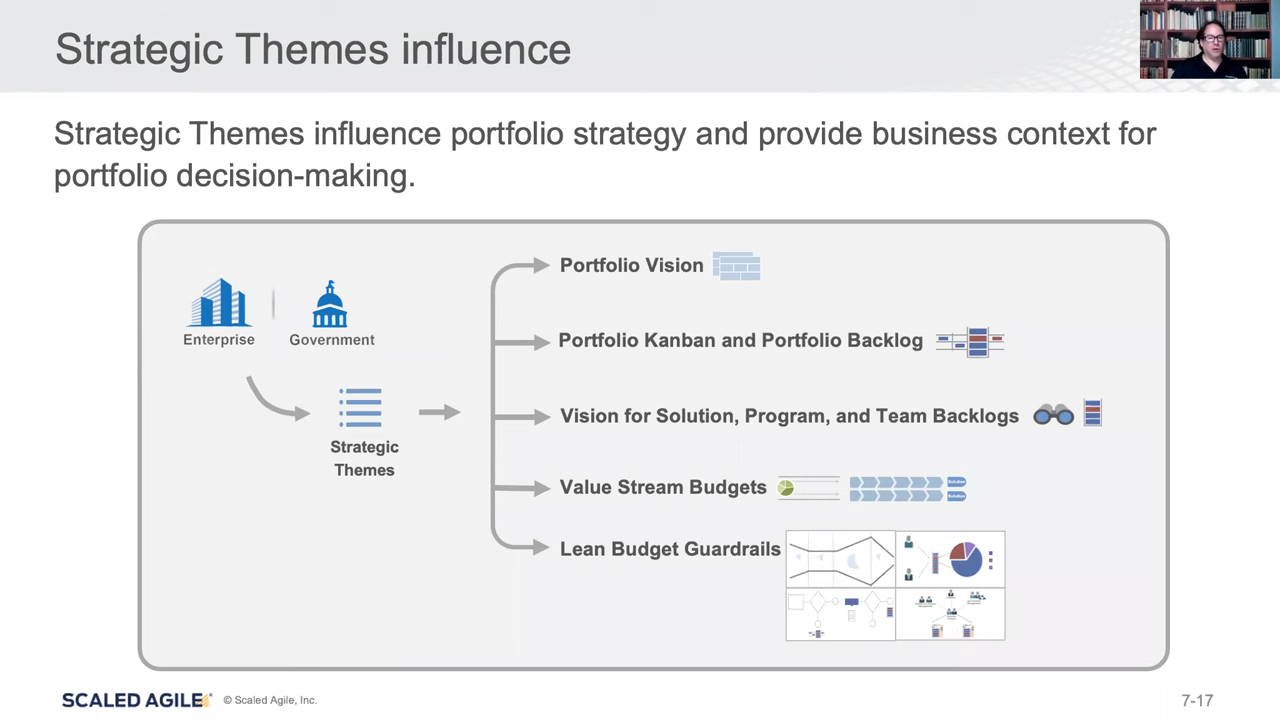 Strategic Themes influence
Strategic Themes influence portfolio strategy and provide business context for
portfolio decision-making.
Enterprise
Government
Strategic
Themes
Portfolio Vision
Portfolio Kanban and Portfolio Backlog
Vision for Solution, Program, and Team Backlogs
Value Stream Budgets
Solution
Solution
Lean Budget Guardrails
SCALED AGILE
© Scaled Agile, Inc.
7-17